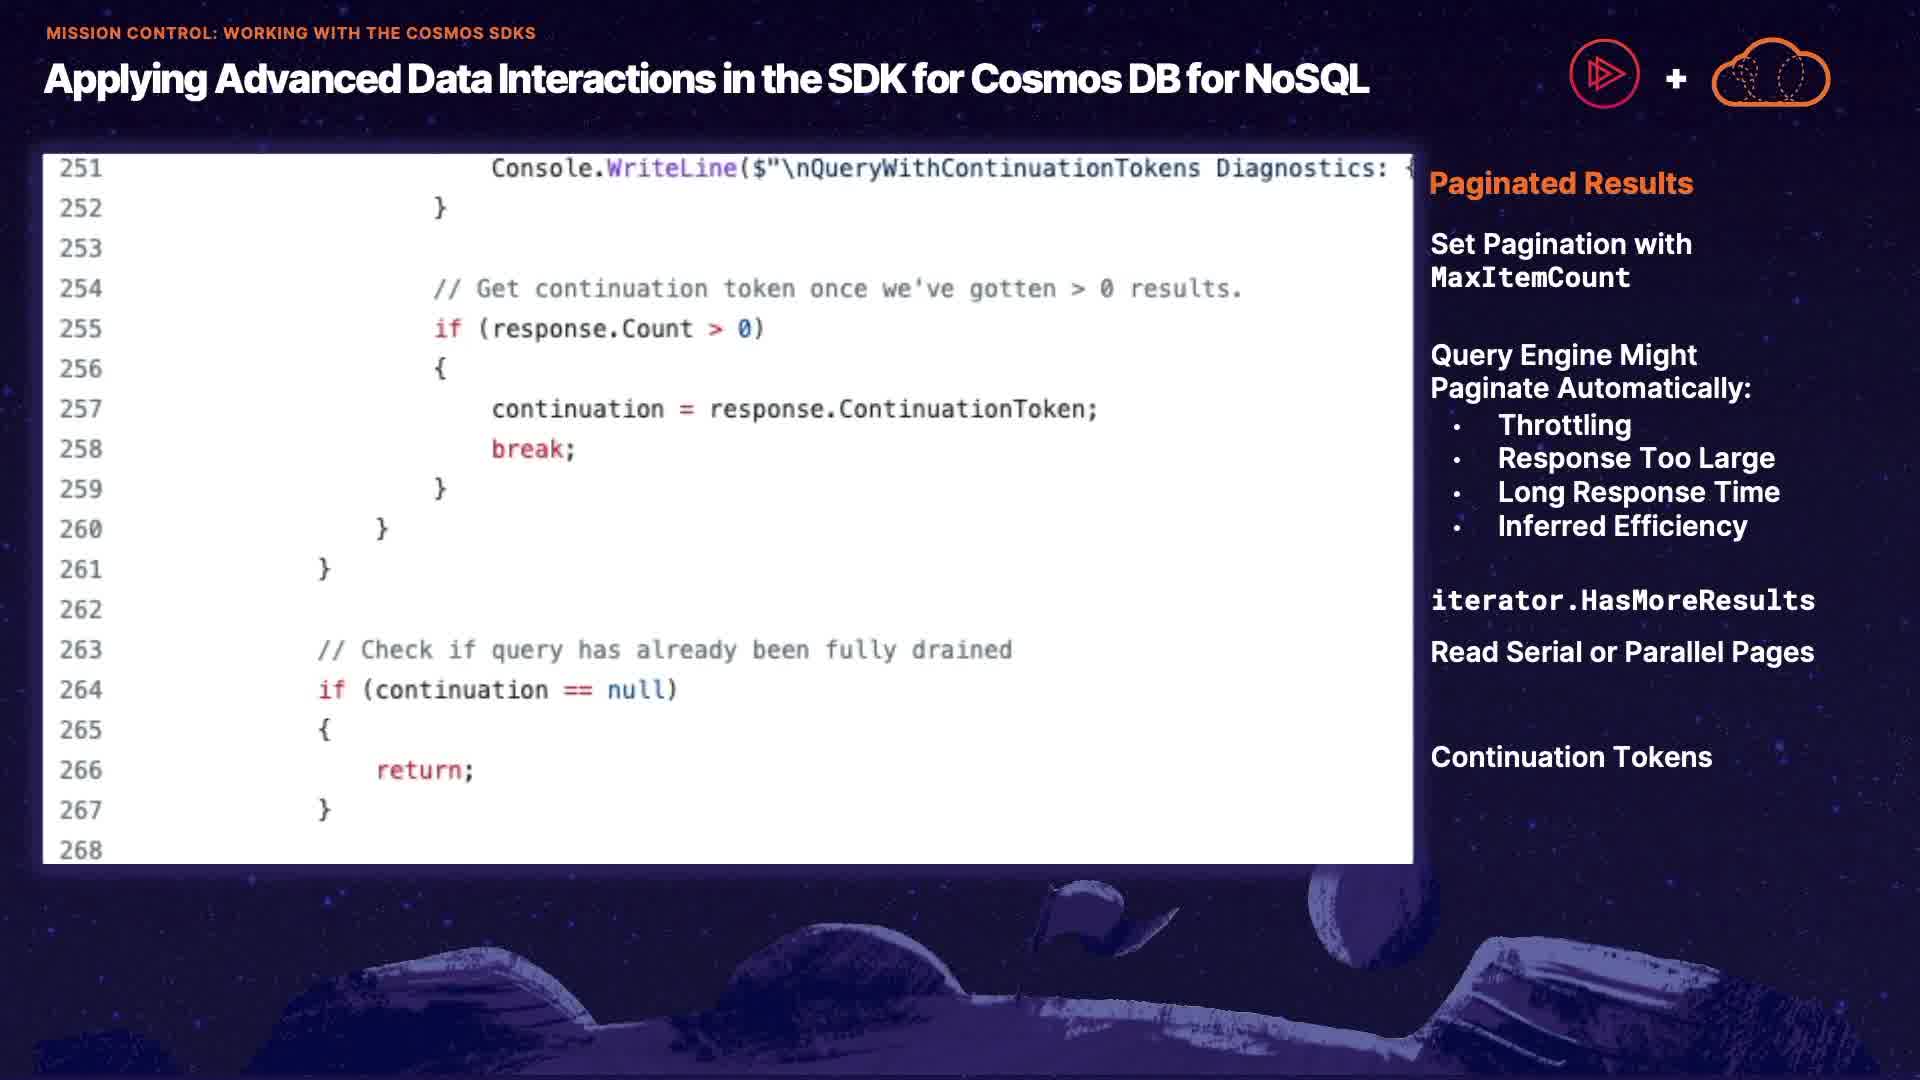 MISSION CONTROL: WORKING WITH THE COSMOS SDKS
Applying Advanced Data Interactions in the SDK for Cosmos DB for NoSQL
+
251 Console.WriteLine($"\nQueryWithContinuationTokens Diagnostics: {
252 }
253
254 // Get continuation token once we've gotten > 0 results.
255 if (response.Count > 0)
256 {
257 continuation = response.ContinuationToken;
258 break;
259 }
260 }
261 }
262
263 // Check if query has already been fully drained
264 if (continuation == null)
265 {
266 return;
267 }
268
Paginated Results
Set Pagination with
MaxItemCount
Query Engine Might
Paginate Automatically:
• Throttling
• Response Too Large
• Long Response Time
• Inferred Efficiency
iterator.HasMoreResults
Read Serial or Parallel Pages
Continuation Tokens